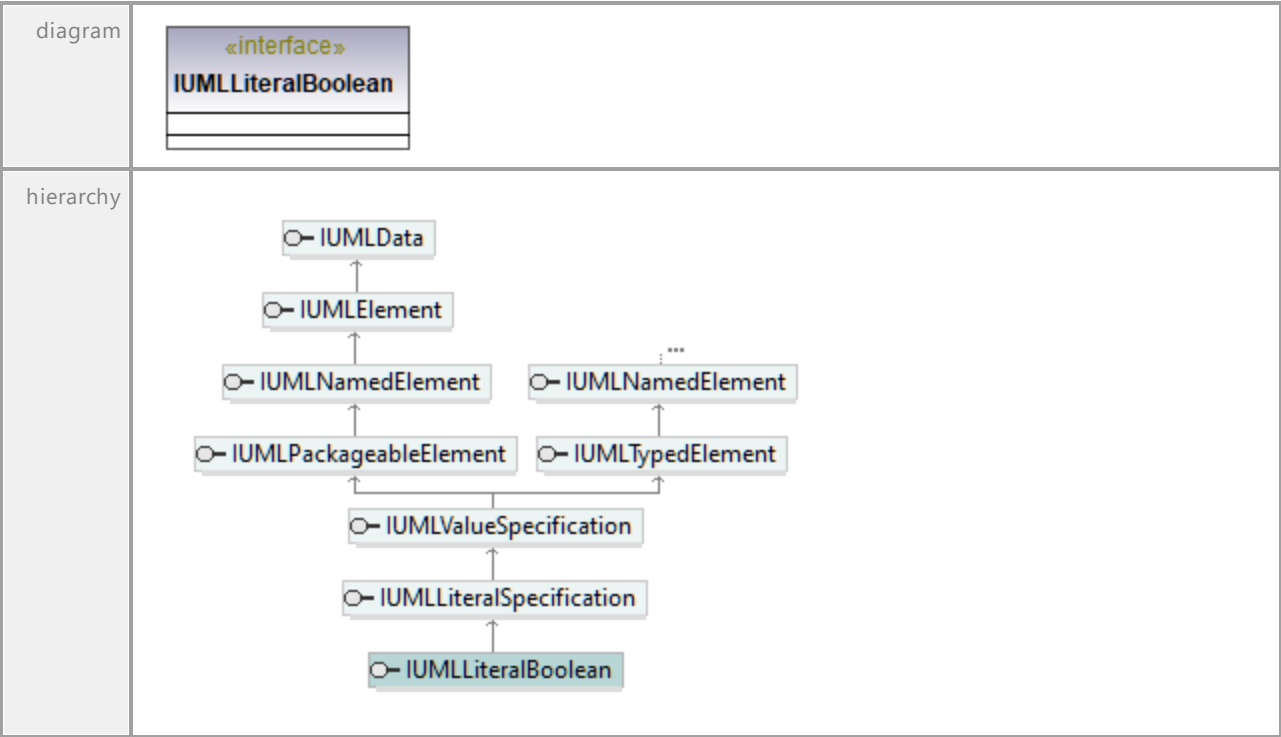 diagram
«interface»
IUMLLiteralBoolean
hierarchy
IUMLData
IUMLElement
...
IUMLNamedElement IUMLNamedElement
IUMLPackageableElement IUMLTypedElement
IUMLValueSpecification
IUMLLiteralSpecification
IUMLLiteralBoolean